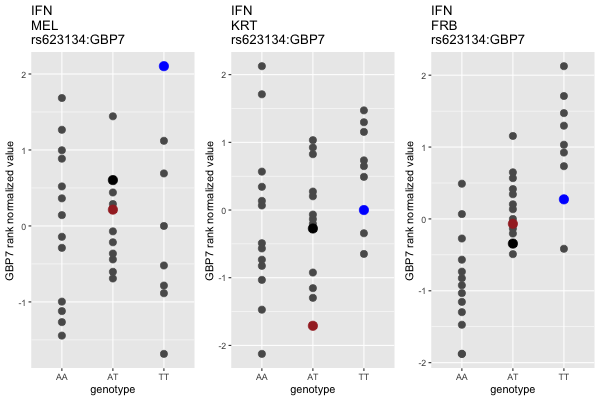 IFN
MEL
rs623134:GBP7
GBP7 rank normalized value
2
1
0
-1
AA
AT
TT
genotype
IFN
KRT
rs623134:GBP7
GBP7 rank normalized value
2
1
0
-1
-2
AA
AT
TT
genotype
IFN
FRB
rs623134:GBP7
GBP7 rank normalized value
2
1
0
-1
-2
AA
AT
TT
genotype